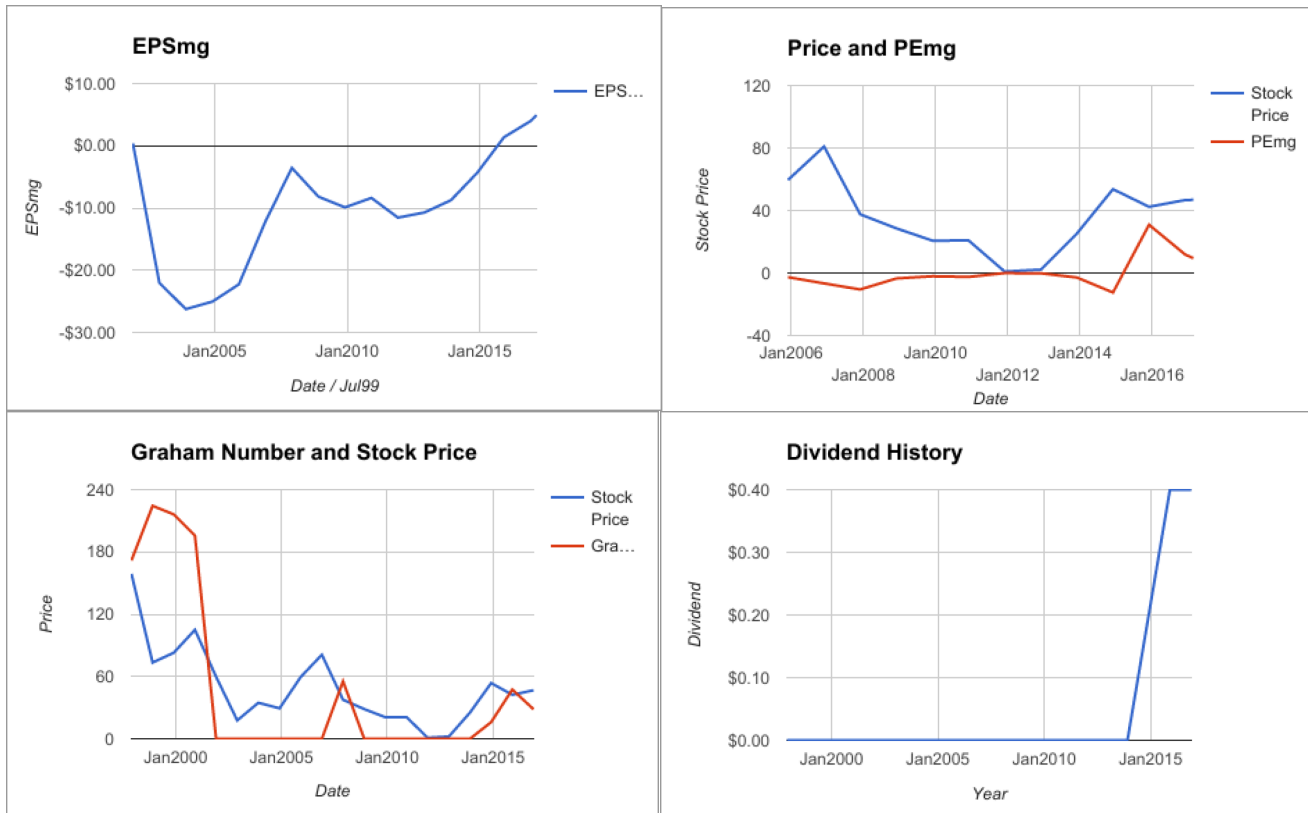 EPSmg
$10.00
$0.00
-$10.00
-$20.00
-$30.00
EPSmg
Jan2005
Jan2010
Jan2015
Date / Jul99
EPS…
Price and PEmg
120
80
40
0
-40
Stock Price
Jan2006
Jan2008
Jan2010
Jan2012
Jan2014
Jan2016
Date
Stock
Price
PEmg
Graham Number and Stock Price
240
180
120
60
0
Price
Jan2000
Jan2005
Jan2010
Jan2015
Date
Stock
Price
Gra…
Dividend History
$0.40
$0.30
$0.20
$0.10
$0.00
Dividend
Jan2000
Jan2005
Jan2010
Jan2015
Year